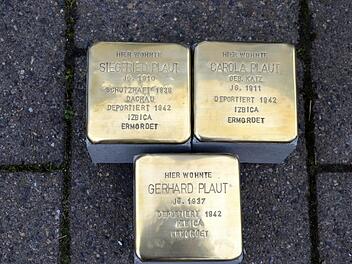 HIER WOHNTE
SIEGFRIED PLAUT
JG. 1910
SCHUTZHAFT 1938
DACHAU
DEPORTIERT 1942
IZBICA
ERMORDET
HIER WOHNTE
CAROLA PLAUT
GEB. KATZ
JG. 1911
DEPORTIERT 1942
IZBICA
ERMORDET
HIER WOHNTE
GERHARD PLAUT
JG. 1937
DEPORTIERT 1942
IZBICA
ERMORDET